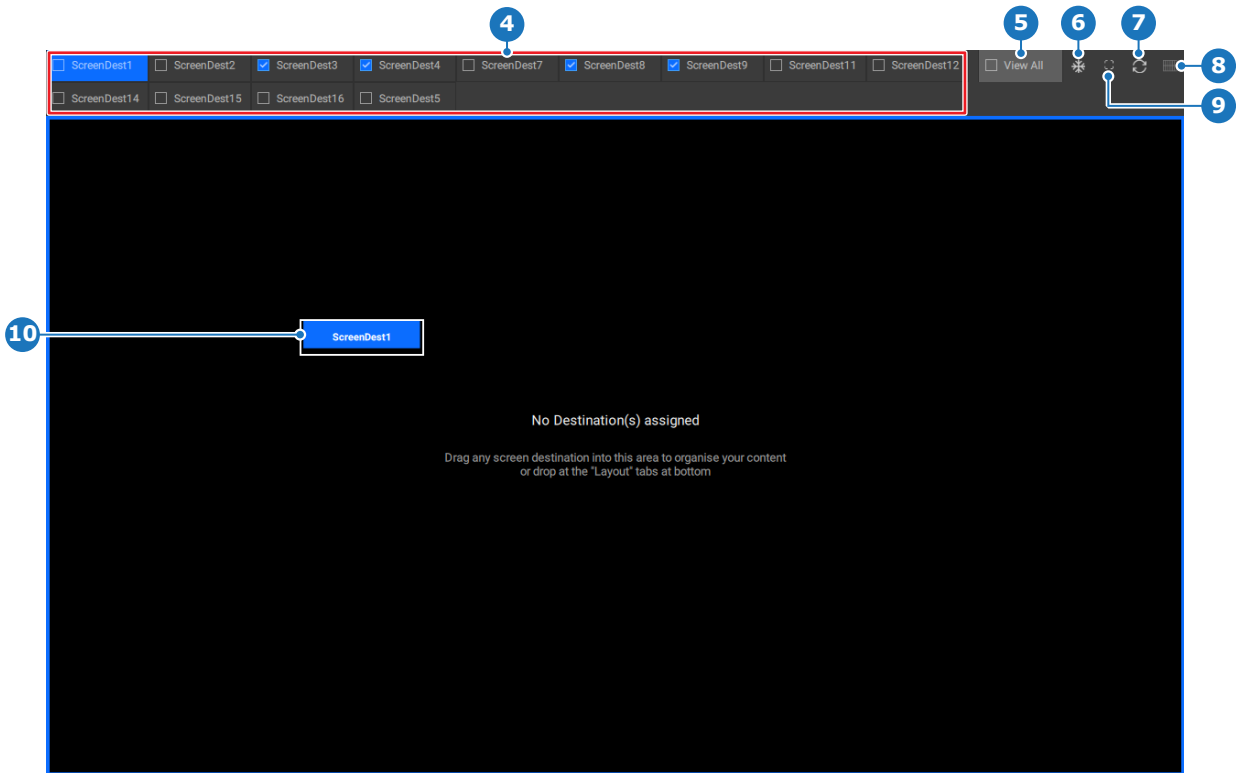 4 5 6 7
ScreenDest1 ScreenDest2 ScreenDest3 ScreenDest4 ScreenDest7 ScreenDest8 ScreenDest9 ScreenDest11 ScreenDest12 View All 8
ScreenDest14 ScreenDest15 ScreenDest16 ScreenDest5 9
10 ScreenDest1
No Destination(s) assigned
Drag any screen destination into this area to organise your content
or drop at the "Layout" tabs at bottom